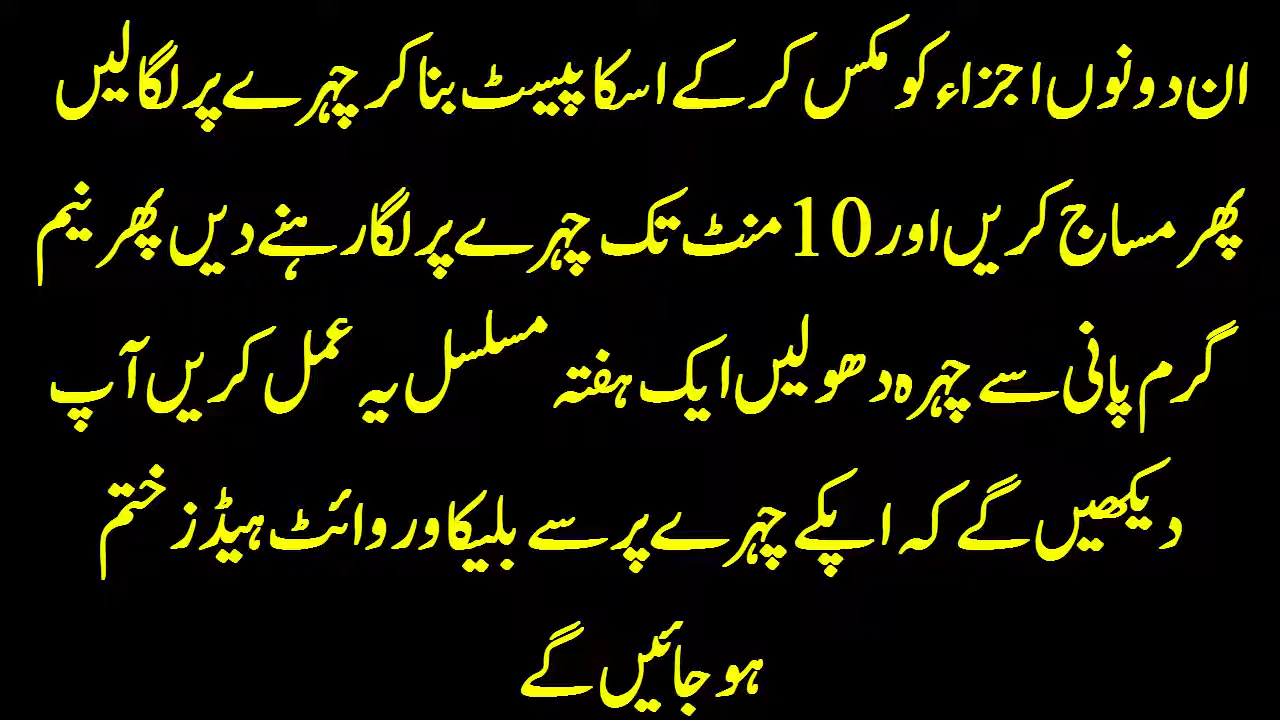 ان دونوں اجزاء کو مکس کر کے اسکا پیسٹ بنا کر چہرے پر لگا لیں
پھر مساج کریں اور 10 منٹ تک چہرے پر لگا رہنے دیں پھر نیم
گرم پانی سے چہرہ دھو لیں ایک ہفتہ مسلسل یہ عمل کریں آپ
دیکھیں گے کہ اپکے چہرے پر سے بلیکا ور وائٹ ہیڈز ختم
ہو جائیں گے